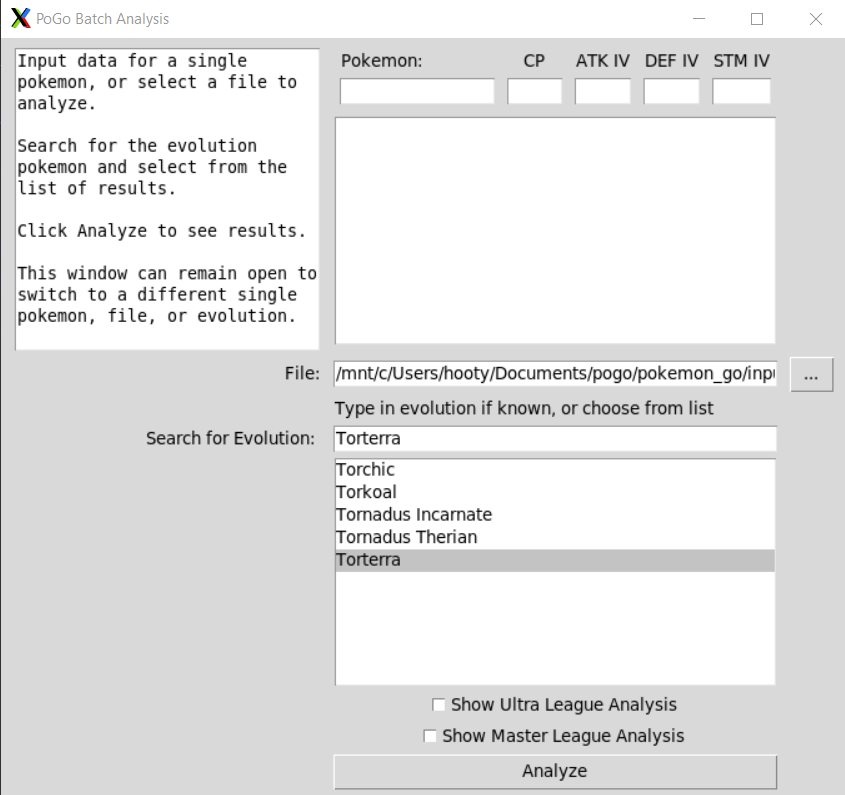 PoGo Batch Analysis
Input data for a single
pokemon, or select a file to
analyze.
Search for the evolution
pokemon and select from the
list of results.
Click Analyze to see results.
This window can remain open to
switch to a different single
pokemon, file, or evolution.
Pokemon: CP ATK IV DEF IV STM IV
File: /mnt/c/Users/hooty/Documents/pogo/pokemon_go/inpu ...
Type in evolution if known, or choose from list
Search for Evolution: Torterra
Torchic
Torkoal
Tornadus Incarnate
Tornadus Therian
Torterra
Show Ultra League Analysis
Show Master League Analysis
Analyze